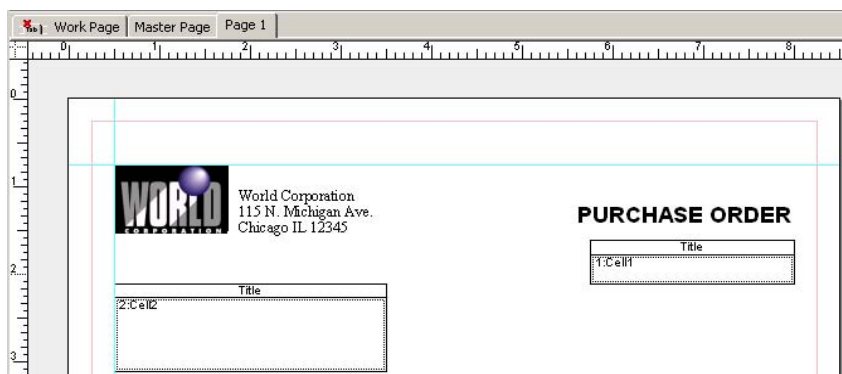 Tab Work Page Master Page Page 1
0 1 2 3 4 5 6 7 8
0
1
2
3
WORLD
CORPORATION
World Corporation
115 N. Michigan Ave.
Chicago IL 12345
PURCHASE ORDER
Title
1:Cell1
Title
2:Cell2